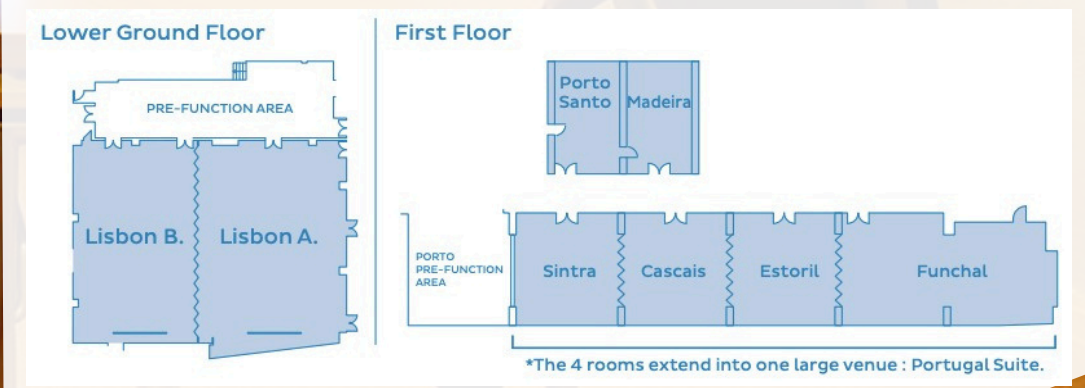 Lower Ground Floor
PRE-FUNCTION AREA
Lisbon B.
Lisbon A.
First Floor
Porto
Santo
Madeira
PORTO
PRE-FUNCTION
AREA
Sintra
Cascais
Estoril
Funchal
*The 4 rooms extend into one large venue : Portugal Suite.